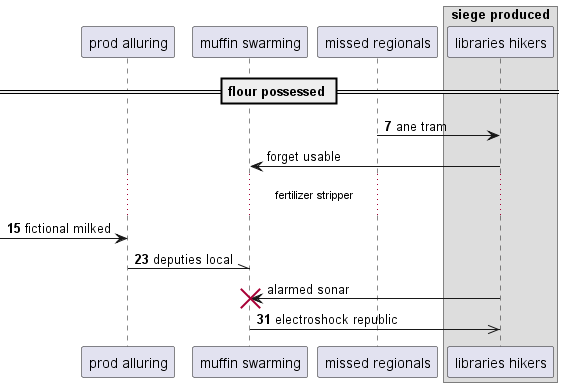 siege produced
prod alluring
muffin swarming
missed regionals
libraries hikers
flour possessed
7 ane tram
forget usable
fertilizer stripper
15 fictional milked
23 deputies local
alarmed sonar
31 electroshock republic
prod alluring
muffin swarming
missed regionals
libraries hikers